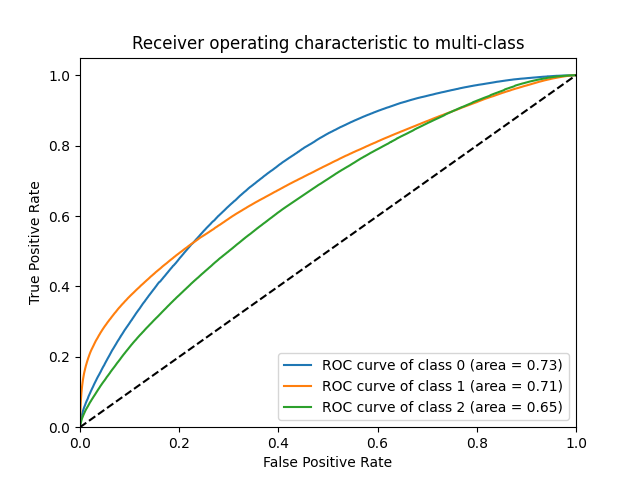 Receiver operating characteristic to multi-class
True Positive Rate
1.0
0.8
0.6
0.4
0.2
0.0
ROC curve of class 0 (area = 0.73)
ROC curve of class 1 (area = 0.71)
ROC curve of class 2 (area = 0.65)
0.0 0.2 0.4 0.6 0.8 1.0
False Positive Rate